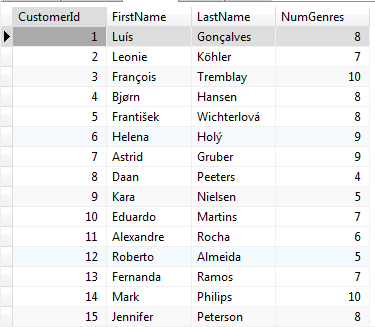 CustomerId FirstName LastName NumGenres
1 Luís Gonçalves 8
2 Leonie Köhler 7
3 François Tremblay 10
4 Bjørn Hansen 8
5 František Wichterlová 8
6 Helena Holý 9
7 Astrid Gruber 9
8 Daan Peeters 4
9 Kara Nielsen 5
10 Eduardo Martins 7
11 Alexandre Rocha 6
12 Roberto Almeida 5
13 Fernanda Ramos 7
14 Mark Philips 10
15 Jennifer Peterson 8